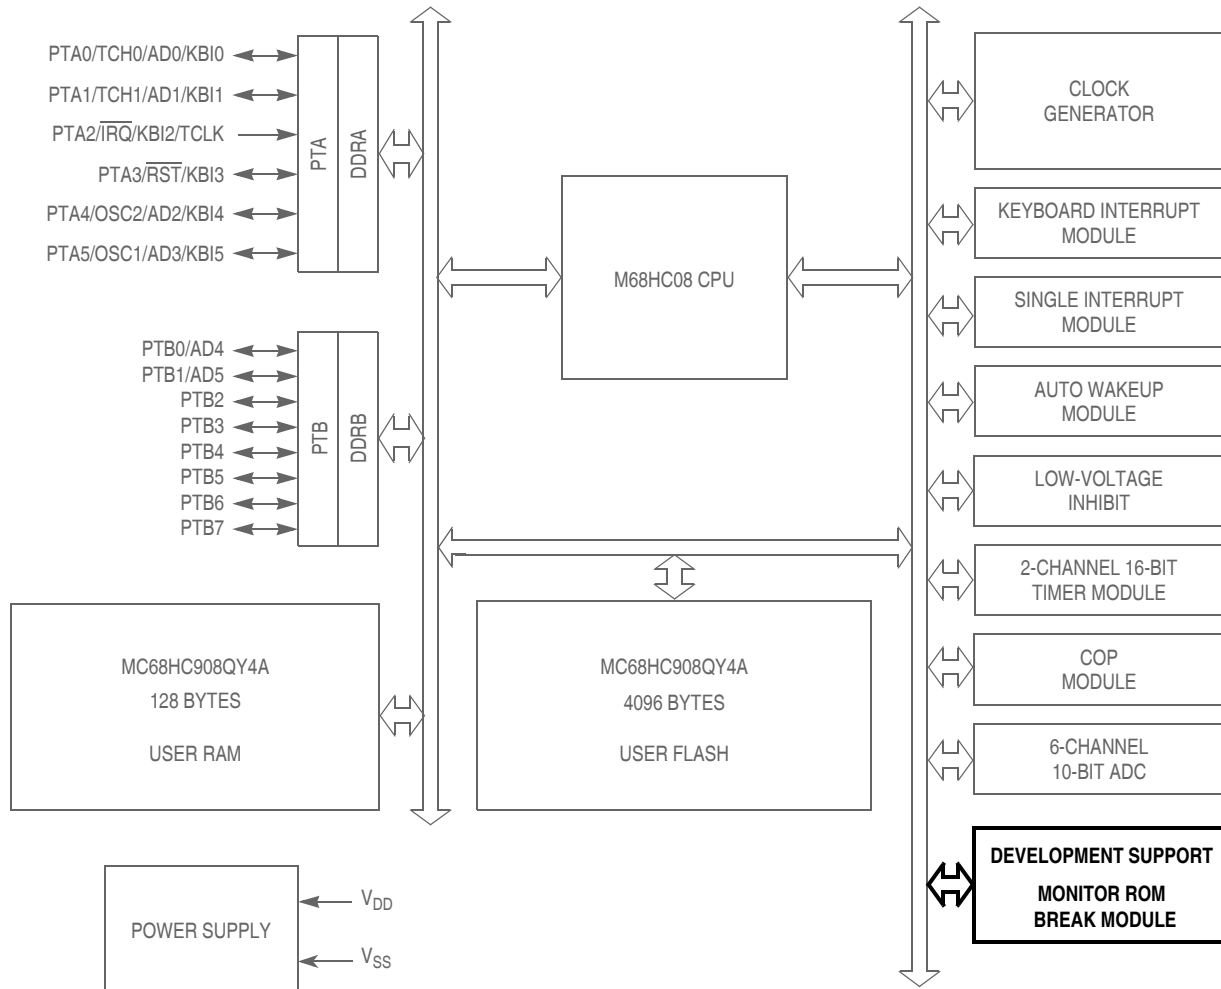 PTA0/TCH0/AD0/KBI0
PTA1/TCH1/AD1/KBI1
PTA2/IRQ/KBI2/TCLK
PTA3/RST/KBI3
PTA4/OSC2/AD2/KBI4
PTA5/OSC1/AD3/KBI5
PTA
DDRA
PTB0/AD4
PTB1/AD5
PTB2
PTB3
PTB4
PTB5
PTB6
PTB7
PTB
DDRB
M68HC08 CPU
MC68HC908QY4A
128 BYTES
USER RAM
MC68HC908QY4A
4096 BYTES
USER FLASH
POWER SUPPLY
VDD
VSS
CLOCK
GENERATOR
KEYBOARD INTERRUPT
MODULE
SINGLE INTERRUPT
MODULE
AUTO WAKEUP
MODULE
LOW-VOLTAGE
INHIBIT
2-CHANNEL 16-BIT
TIMER MODULE
COP
MODULE
6-CHANNEL
10-BIT ADC
DEVELOPMENT SUPPORT
MONITOR ROM
BREAK MODULE